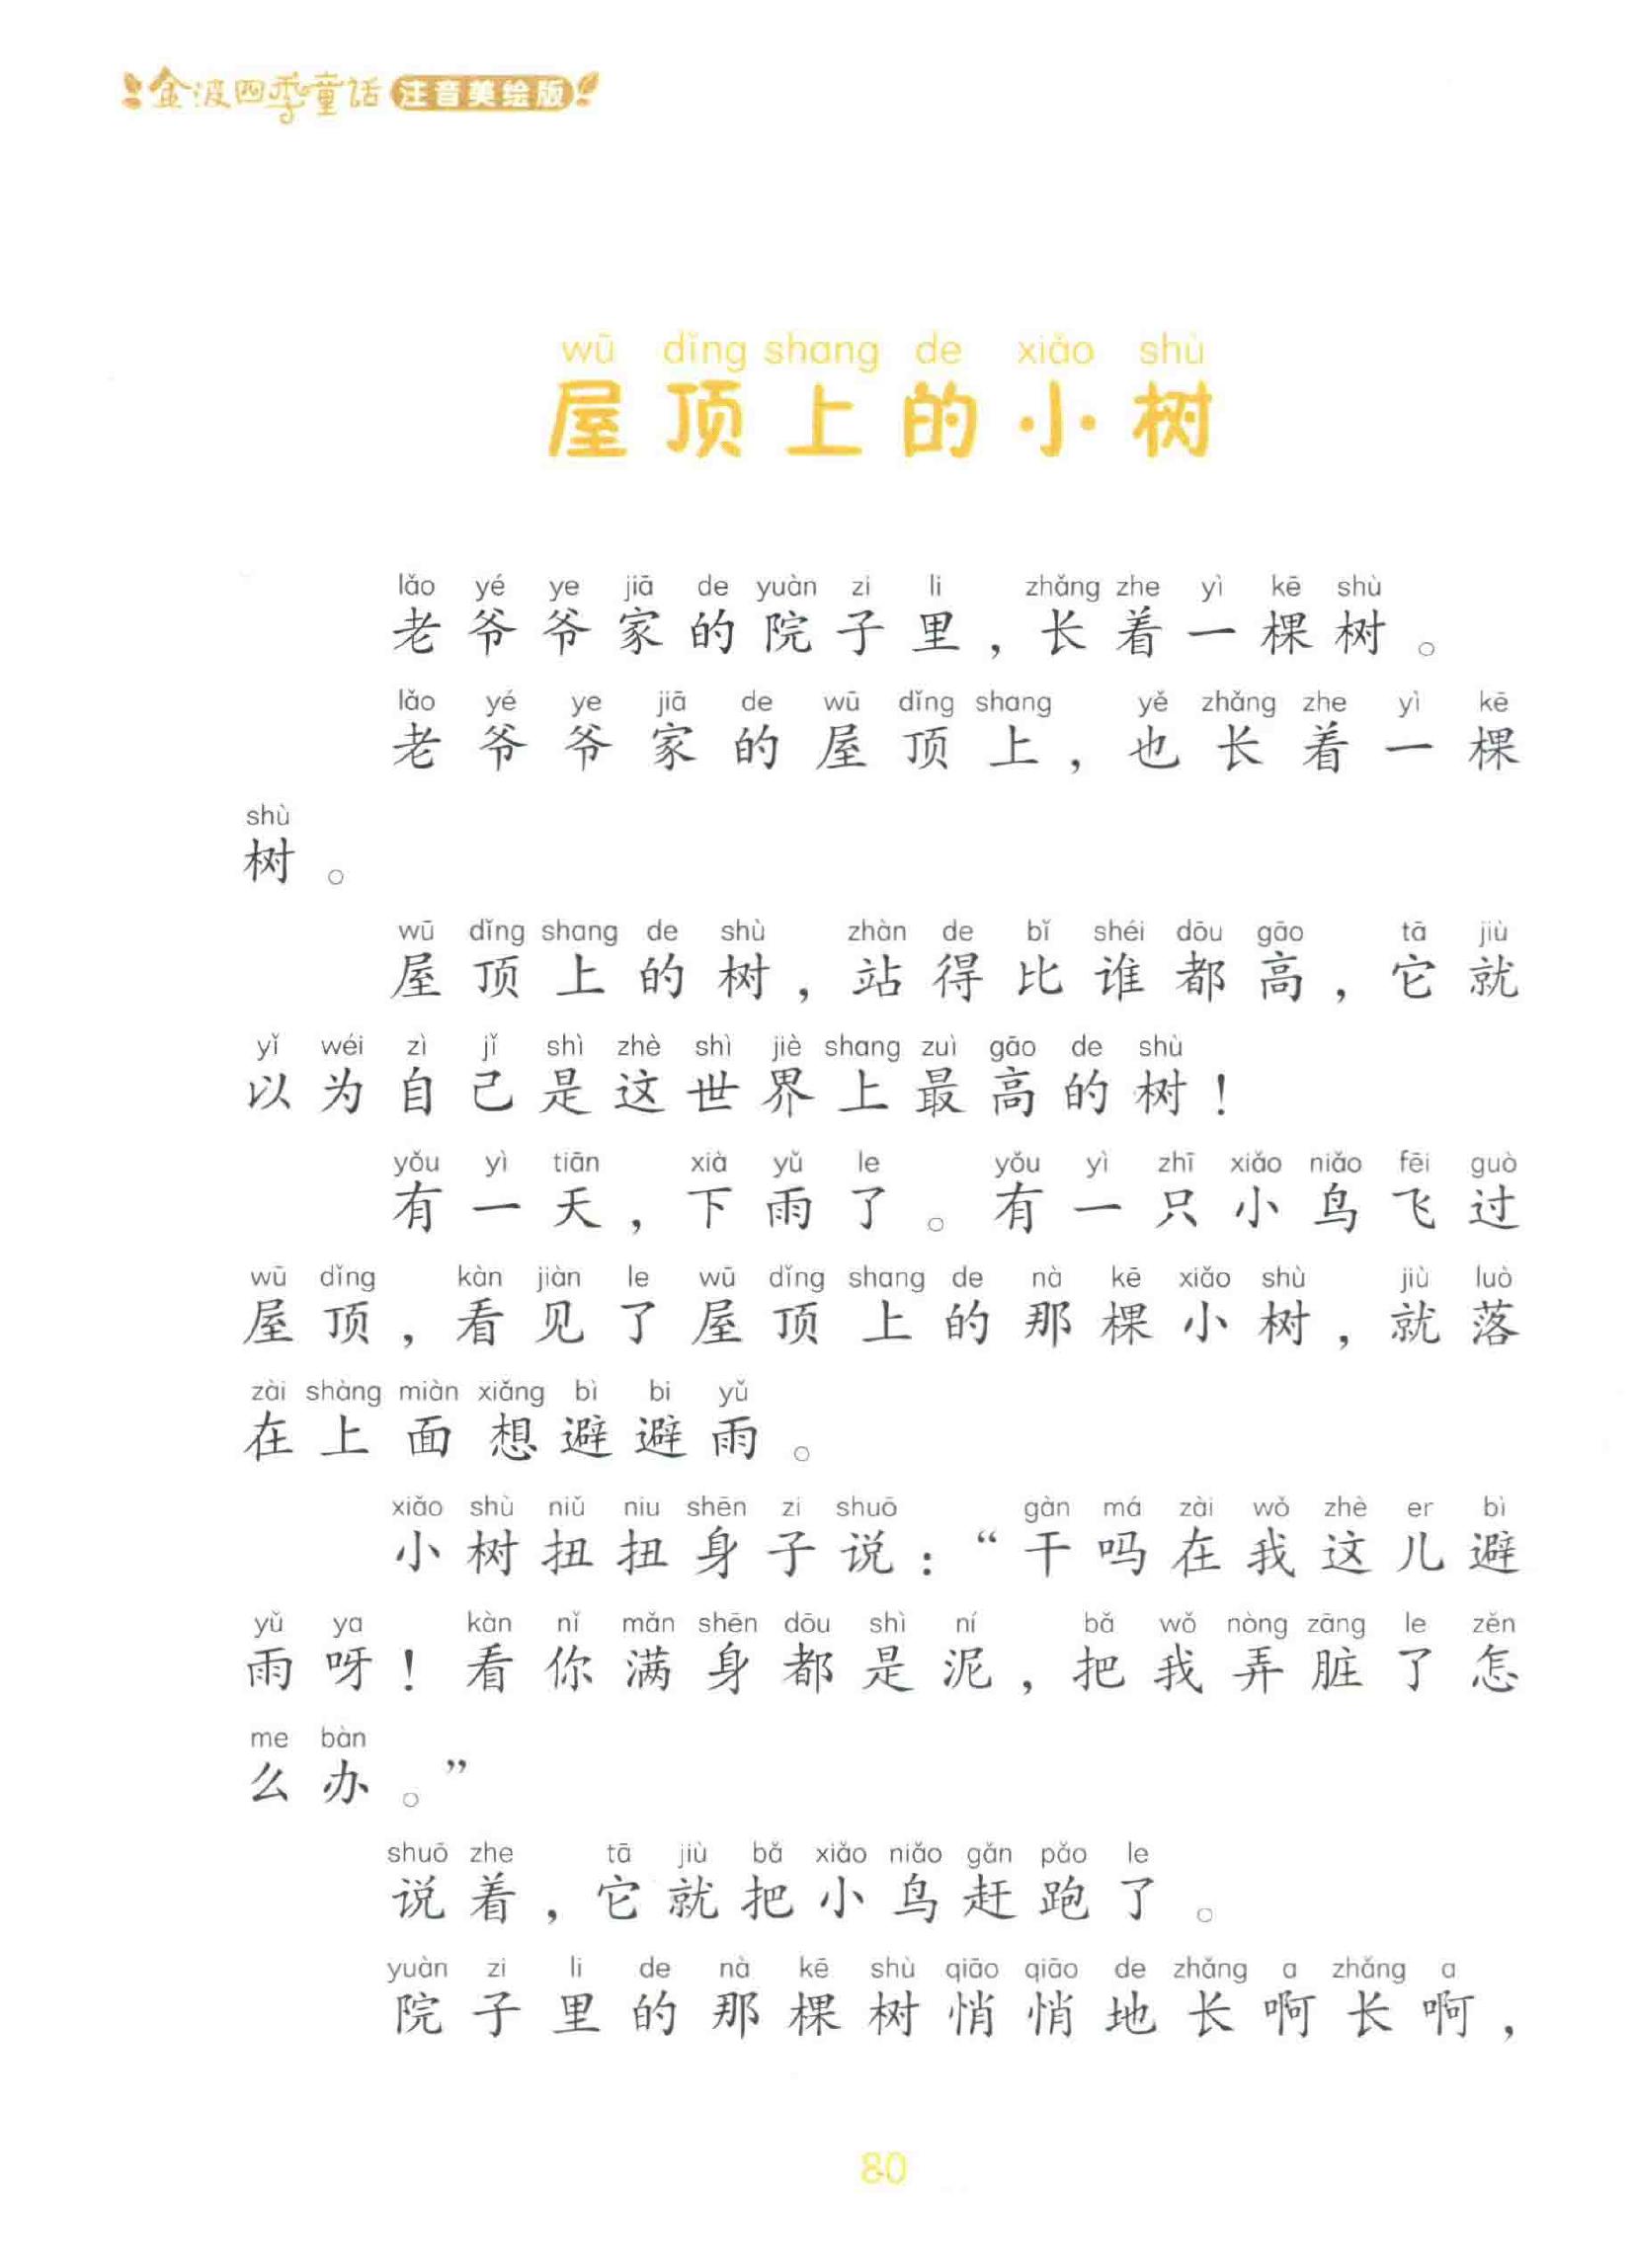 金波四季童话 注音美绘版
wū dǐng shang de xiǎo shù
屋顶上的小树
lǎo yé ye jiā de yuàn zi li zhǎng zhe yì kē shù
老爷爷家的院子里，长着一棵树。
lǎo yé ye jiā de wū dǐng shang yě zhǎng zhe yì kē
老爷爷家的屋顶上，也长着一棵
shù
树。
wū dǐng shang de shù zhàn de bǐ shéi dōu gāo tā jiù
屋顶上的树，站得比谁都高，它就
yǐ wéi zì jǐ shì zhè shì jiè shang zuì gāo de shù
以为自己是这世界上最高的树！
yǒu yì tiān xià yǔ le yǒu yì zhī xiǎo niǎo fēi guò
有一天，下雨了。有一只小鸟飞过
wū dǐng kàn jiàn le wū dǐng shang de nà kē xiǎo shù jiù luò
屋顶，看见了屋顶上的那棵小树，就落
zài shàng miàn xiǎng bì bi yǔ
在上面想避避雨。
xiǎo shù niǔ niu shēn zi shuō gàn má zài wǒ zhè er bì
小树扭扭身子说：“干吗在我这儿避
yǔ ya kàn nǐ mǎn shēn dōu shì ní bǎ wǒ nòng zāng le zěn
雨呀！看你满身都是泥，把我弄脏了怎
me bàn
么办。”
shuō zhe tā jiù bǎ xiǎo niǎo gǎn pǎo le
说着，它就把小鸟赶跑了。
yuàn zi li de nà kē shù qiāo qiāo de zhǎng a zhǎng a
院子里的那棵树悄悄地长啊长啊，
80